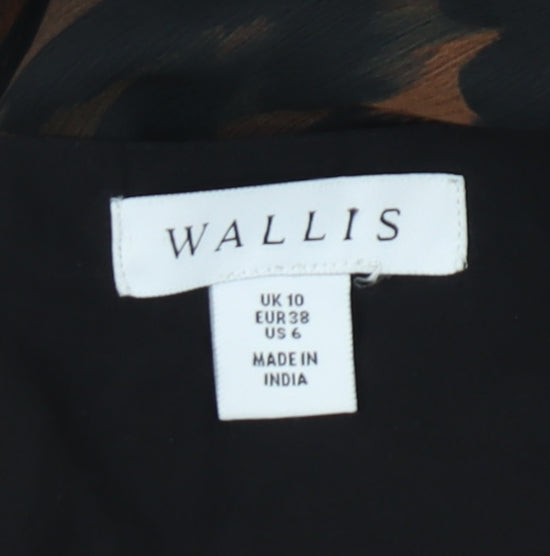 WALLIS
UK 10
EUR 38
US 6
MADE IN
INDIA